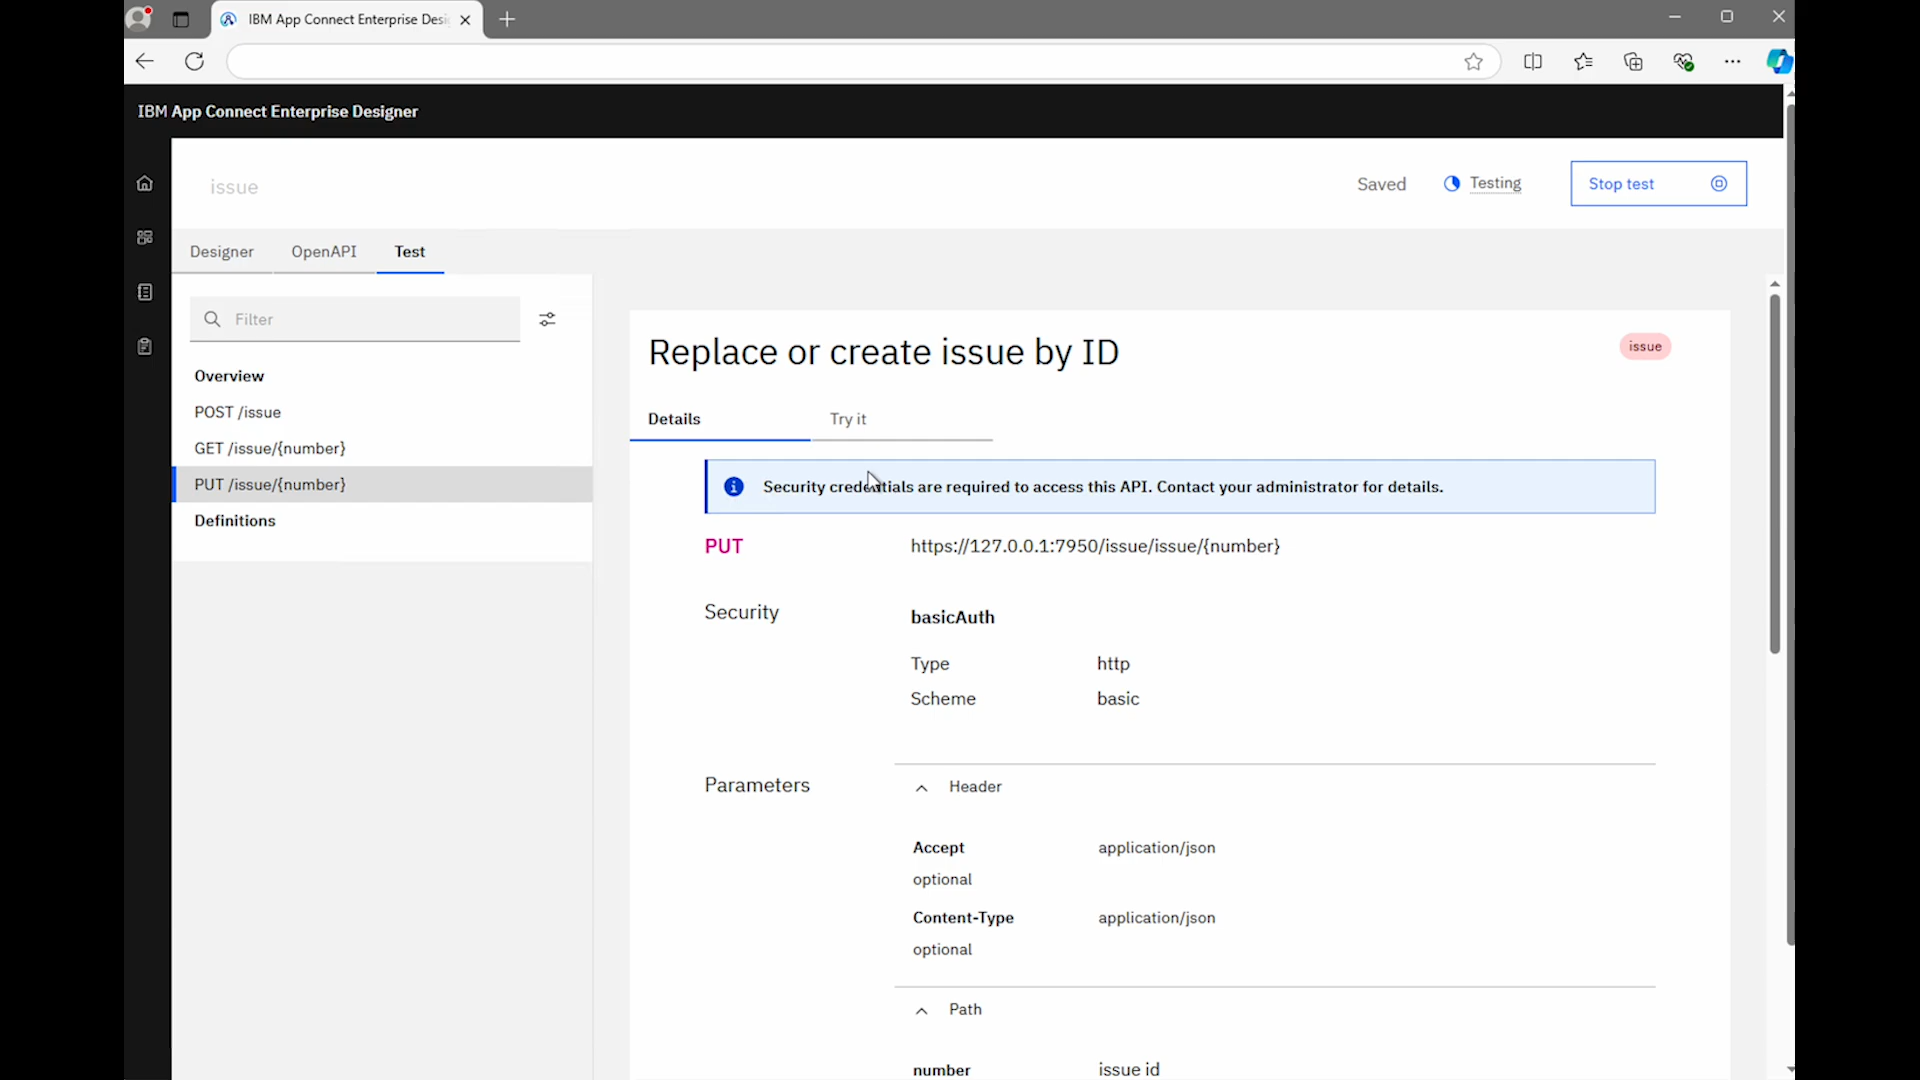 IBM App Connect Enterprise Desi
IBM App Connect Enterprise Designer
issue
Saved
Testing
Stop test
Designer
OpenAPI
Test
Filter
Overview
POST /issue
GET /issue/{number}
PUT /issue/{number}
Definitions
Replace or create issue by ID
issue
Details
Try it
Security credentials are required to access this API. Contact your administrator for details.
PUT
https://127.0.0.1:7950/issue/issue/{number}
Security
basicAuth
Type
http
Scheme
basic
Parameters
Header
Accept
application/json
optional
Content-Type
application/json
optional
Path
number
issue id